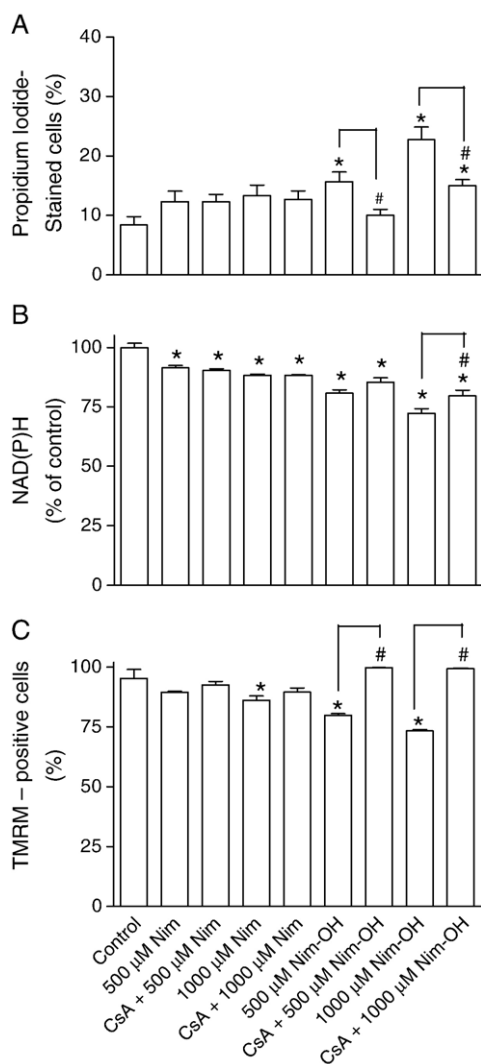 A
Propidium Iodide-
Stained cells (%)
40
30
20
10
0
*
#
*
#
*
B
NAD(P)H
(% of control)
100
75
50
25
0
*
*
*
*
*
*
*
#
*
C
TMRM – positive cells
(%)
100
75
50
25
0
*
*
#
*
#
Control
500 μM Nim
CsA + 500 μM Nim
1000 μM Nim
CsA + 1000 μM Nim
500 μM Nim-OH
CsA + 500 μM Nim-OH
1000 μM Nim-OH
CsA + 1000 μM Nim-OH